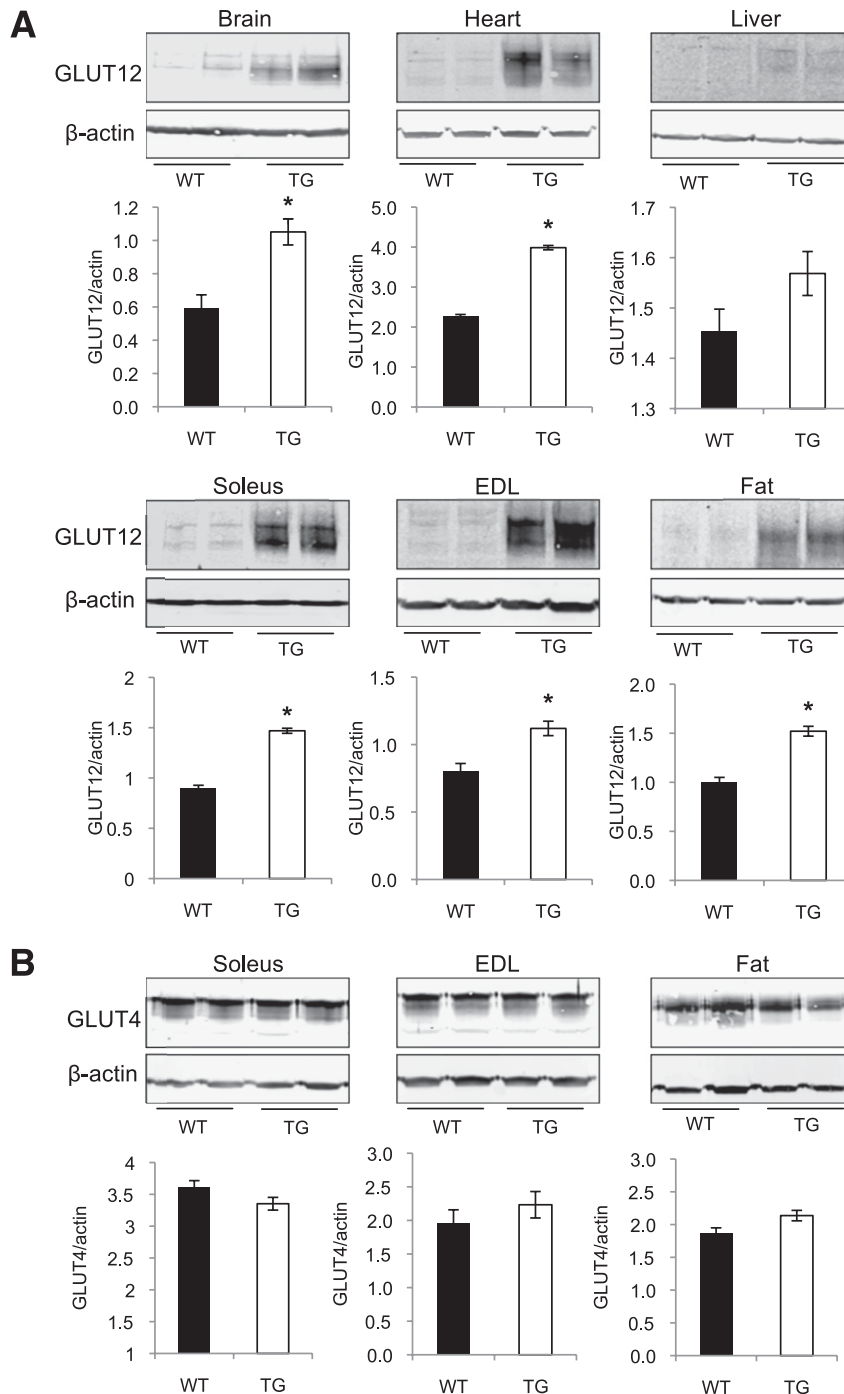 A
Brain Heart Liver
GLUT12
β-actin
WT TG WT TG WT TG
GLUT12/actin
1.2
1.0
0.8
0.6
0.4
0.2
0.0
*
WT TG
GLUT12/actin
5.0
4.0
3.0
2.0
1.0
0.0
*
WT TG
GLUT12/actin
1.7
1.6
1.5
1.4
1.3
WT TG
Soleus EDL Fat
GLUT12
β-actin
WT TG WT TG WT TG
GLUT12/actin
2
1.5
1
0.5
0
*
WT TG
GLUT12/actin
1.5
1.0
0.5
0.0
*
WT TG
GLUT12/actin
2.0
1.5
1.0
0.5
0.0
*
WT TG
B
Soleus EDL Fat
GLUT4
β-actin
WT TG WT TG WT TG
GLUT4/actin
4
3.5
3
2.5
2
1.5
1
WT TG
GLUT4/actin
3.0
2.5
2.0
1.5
1.0
0.5
0.0
WT TG
GLUT4/actin
3.0
2.5
2.0
1.5
1.0
0.5
0.0
WT TG